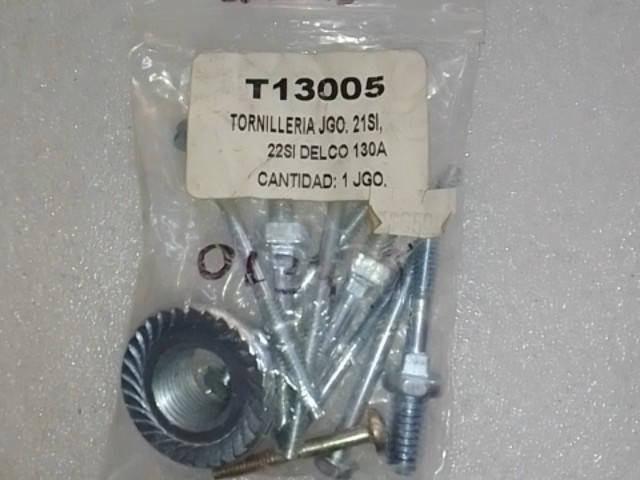 T13005
TORNILLERIA JGO. 21SI,
22SI DELCO 130A
CANTIDAD: 1 JGO.